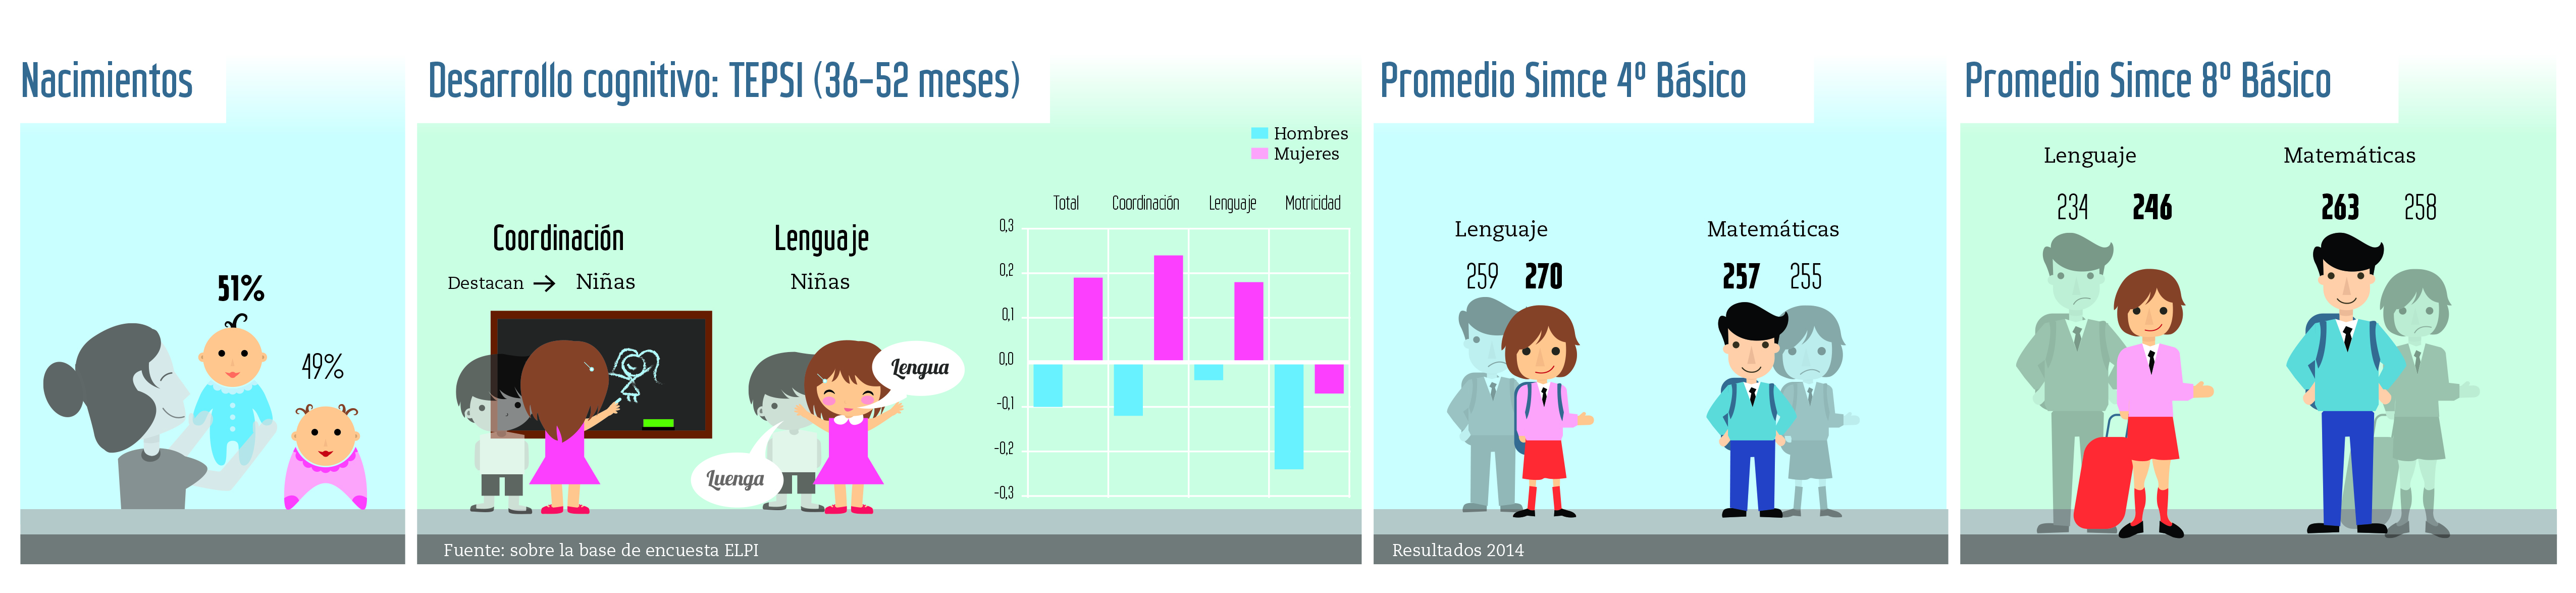 Nacimientos
51%
49%
Desarrollo cognitivo: TEPSI (36-52 meses)
Hombres
Mujeres
Coordinación
Destacan → Niñas
Lenguaje
Niñas
Lengua
Luenga
Total Coordinación Lenguaje Motricidad
0,3
0,2
0,1
0,0
-0,1
-0,2
-0,3
Fuente: sobre la base de encuesta ELPI
Promedio Simce 4º Básico
Lenguaje
259 270
Matemáticas
257 255
Resultados 2014
Promedio Simce 8º Básico
Lenguaje
234 246
Matemáticas
263 258